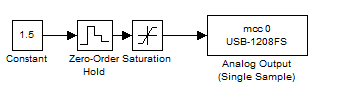 1.5
mcc 0
USB-1208FS
Constant
Zero-Order
Hold
Saturation
Analog Output
(Single Sample)